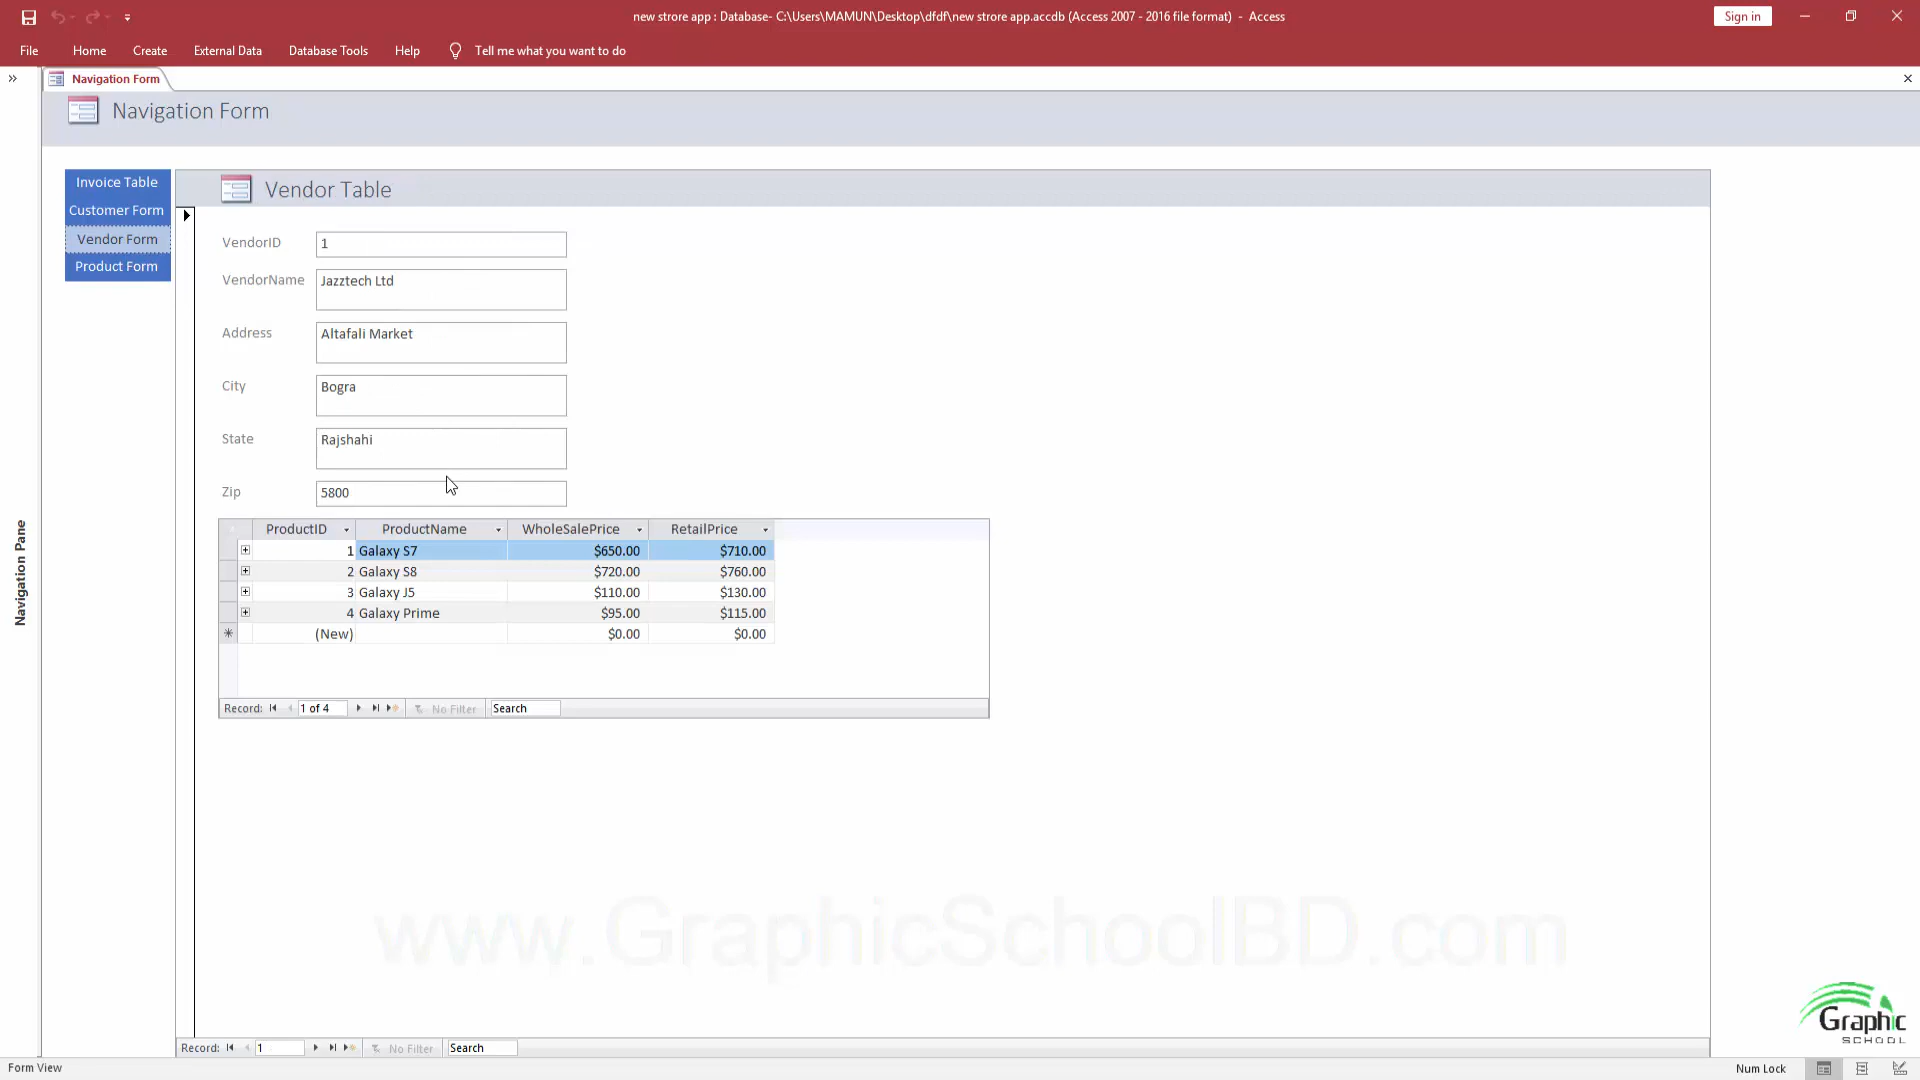 new strore app : Database- C:\Users\MAMUN\Desktop\dfdf\new strore app.accdb (Access 2007 - 2016 file format)  -  Access
Sign in
File Home Create External Data Database Tools Help Tell me what you want to do
Navigation Form
Navigation Form
Invoice Table
Customer Form
Vendor Form
Product Form
Vendor Table
VendorID 1
VendorName Jazztech Ltd
Address Altafali Market
City Bogra
State Rajshahi
Zip 5800
ProductID ProductName WholeSalePrice RetailPrice
1 Galaxy S7 $650.00 $710.00
2 Galaxy S8 $720.00 $760.00
3 Galaxy J5 $110.00 $130.00
4 Galaxy Prime $95.00 $115.00
(New) $0.00 $0.00
Record: 1 of 4 No Filter Search
Navigation Pane
www.GraphicSchoolBD.com
Graphic
SCHOOL
Record: 1 No Filter Search
Form View Num Lock